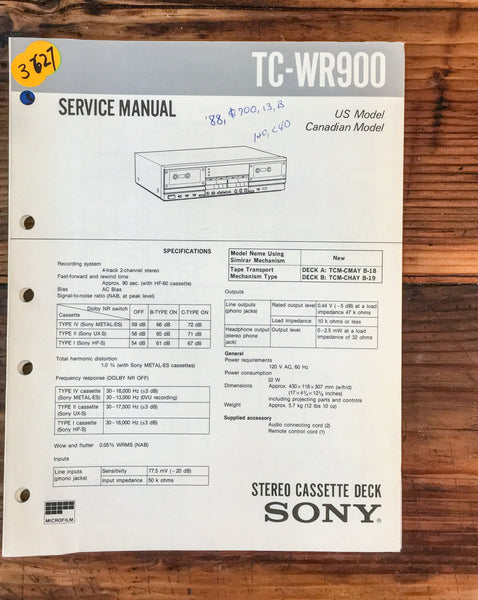 3627
TC-WR900
SERVICE MANUAL
'88, $700, 13, B
US Model
Canadian Model
SPECIFICATIONS
Recording system
4-track 2-channel stereo
Fast-forward and rewind time
Approx. 90 sec. (with HF-60 cassette)
Bias AC Bias
Signal-to-noise ratio (NAB, at peak level)
Dolby NR switch OFF B-TYPE ON C-TYPE ON
Cassette
TYPE IV (Sony METAL-ES) 59 dB 66 dB 72 dB
TYPE II (Sony UX-S) 58 dB 65 dB 71 dB
TYPE I (Sony HF-S) 54 dB 61 dB 67 dB
Total harmonic distortion
1.0 % (with Sony METAL-ES cassettes)
Frequency response (DOLBY NR OFF)
TYPE IV cassette 30-18,000 Hz (±3 dB)
(Sony METAL-ES) 30-13,000 Hz (0VU recording)
TYPE II cassette 30-17,000 Hz (±3 dB)
(Sony UX-S)
TYPE I cassette 30-16,000 Hz (±3 dB)
(Sony HF-S)
Wow and flutter 0.05% WRMS (NAB)
Inputs
Line inputs Sensitivity 77.5 mV (-20 dB)
(phono jacks) Input impedance 50 k ohms
Model Name Using
Simirar Mechanism New
Tape Transport DECK A: TCM-CMAY B-18
Mechanism Type DECK B: TCM-CHAY B-19
Outputs
Line outputs Rated output level 0.44 V (-5 dB) at a load
(phono jacks) impedance 47 k ohms
Load impedance 10 k ohms or less
Headphone output Output level 0-2.5 mW at a load
(stereo phone impedance of 32 ohms
jack)
General
Power requirements
120 V AC, 60 Hz
Power consumption
32 W
Dimensions Approx. 430×118×307 mm (w/h/d)
including projecting parts and controls
Weight Approx. 5.7 kg (12 lbs 10 oz)
Supplied accessory
Audio connecting cord (2)
Remote control cord (1)
MICROFILM
STEREO CASSETTE DECK
SONY®